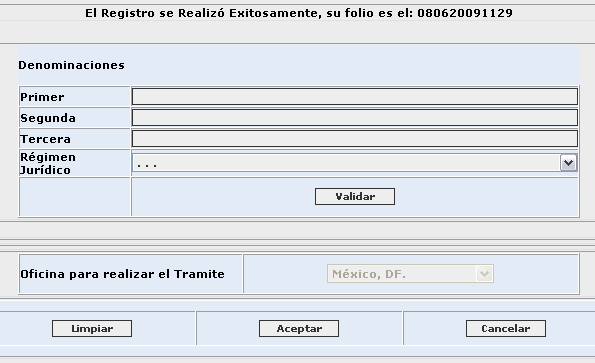 El Registro se Realizó Exitosamente, su folio es el: 080620091129
Denominaciones
Primer
Segunda
Tercera
Régimen
Jurídico
...
Validar
Oficina para realizar el Tramite
México, DF.
Limpiar
Aceptar
Cancelar